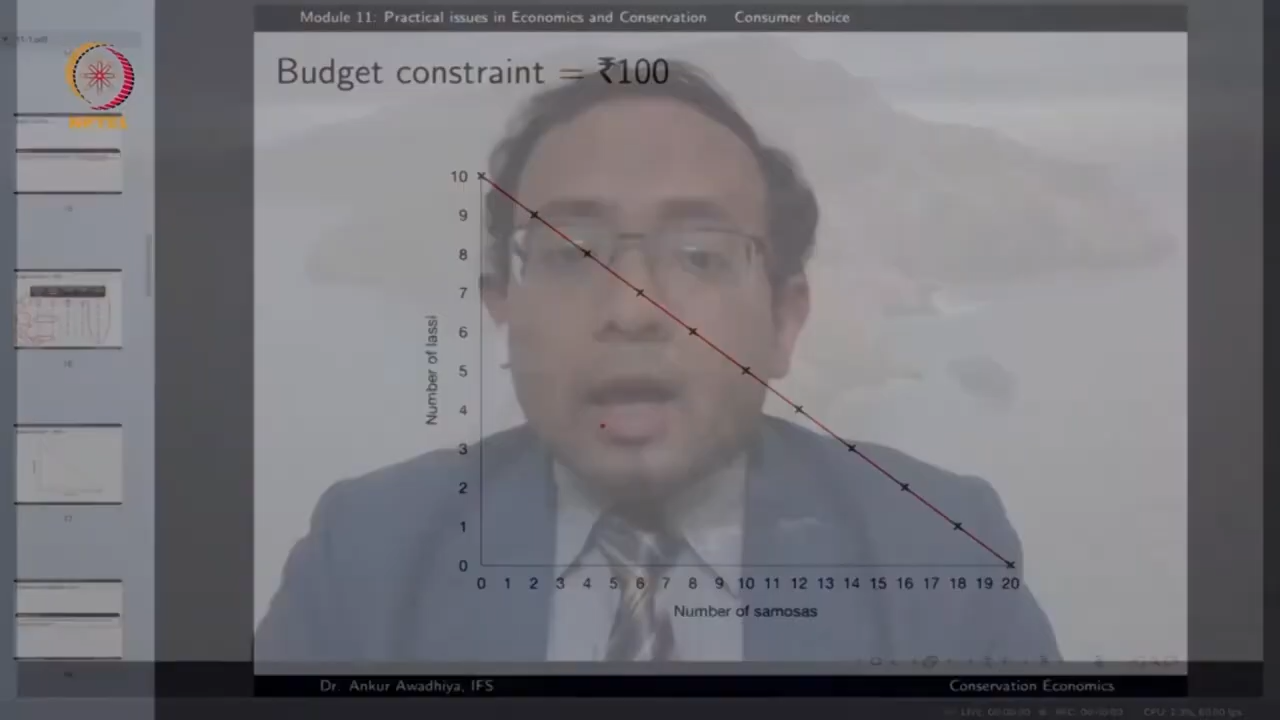 Module 11: Practical issues in Economics and Conservation Consumer choice
NPTEL
Budget constraint = ₹100
10
9
8
7
6
5
4
3
2
1
0
Number of lassi
0 1 2 3 4 5 6 7 8 9 10 11 12 13 14 15 16 17 18 19 20
Number of samosas
Dr. Ankur Awadhiya, IFS Conservation Economics